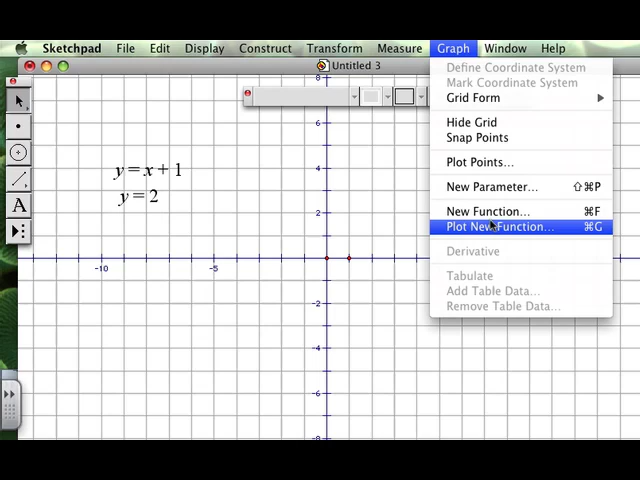 Sketchpad File Edit Display Construct Transform Measure Graph Window Help
Untitled 3
Define Coordinate System
Mark Coordinate System
Grid Form
Hide Grid
Snap Points
Plot Points...
New Parameter... ⇧⌘P
New Function... ⌘F
Plot New Function... ⌘G
Derivative
Tabulate
Add Table Data...
Remove Table Data...
A
y = x + 1
y = 2
8
6
4
2
-10 -5
-2
-4
-6
-8